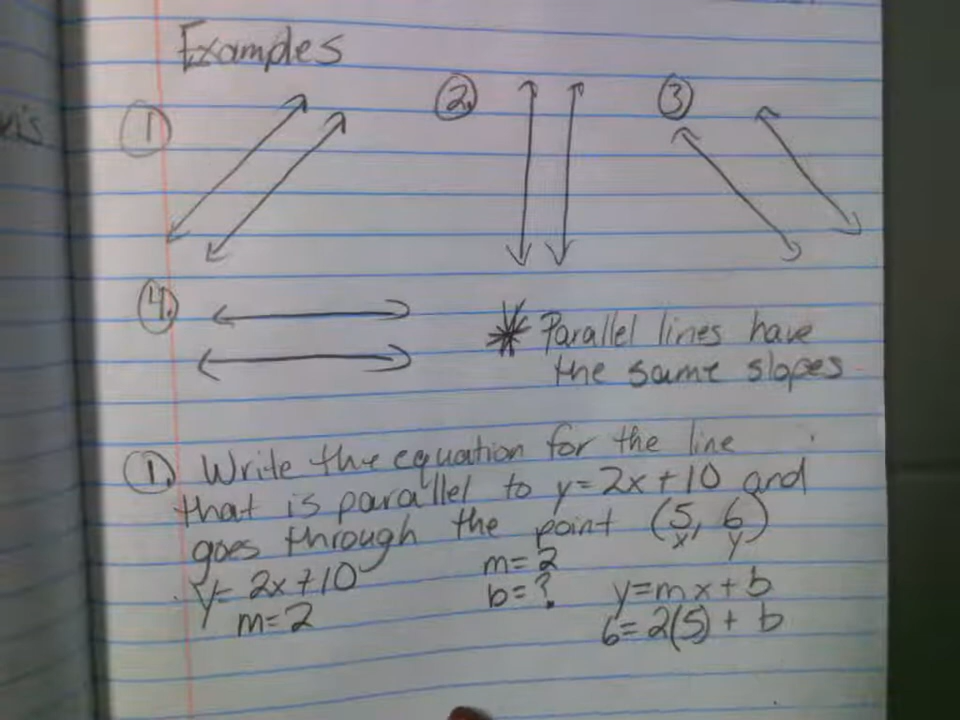 Examples
1
2.
3
4.
* Parallel lines have
the same slopes
1. Write the equation for the line
that is parallel to y=2x+10 and
goes through the point (5, 6)
x y
y=2x+10
m=2
m=2
b=?
y=mx+b
6=2(5)+b